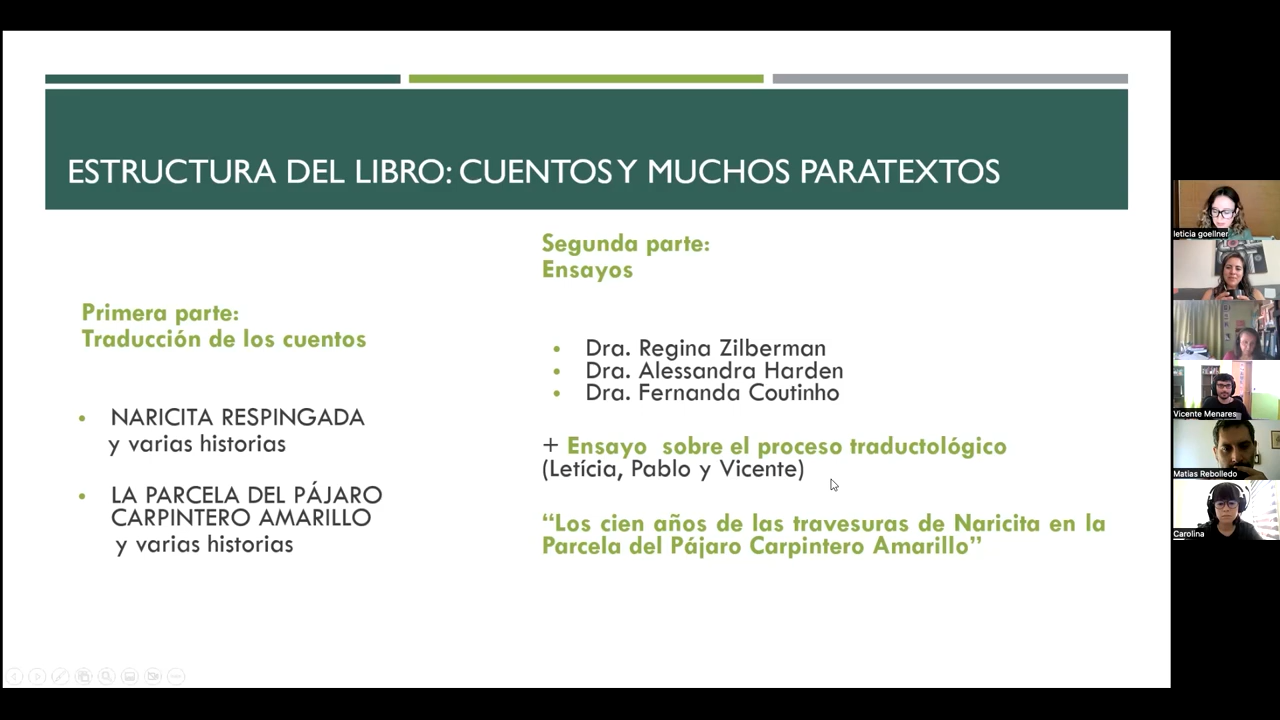 ESTRUCTURA DEL LIBRO: CUENTOS Y MUCHOS PARATEXTOS
Primera parte:
Traducción de los cuentos
• NARICITA RESPINGADA
y varias historias
• LA PARCELA DEL PÁJARO
CARPINTERO AMARILLO
y varias historias
Segunda parte:
Ensayos
• Dra. Regina Zilberman
• Dra. Alessandra Harden
• Dra. Fernanda Coutinho
+ Ensayo sobre el proceso traductológico
(Letícia, Pablo y Vicente)
“Los cien años de las travesuras de Naricita en la
Parcela del Pájaro Carpintero Amarillo”
leticia goellner
Vicente Menares
Matias Rebolledo
Carolina